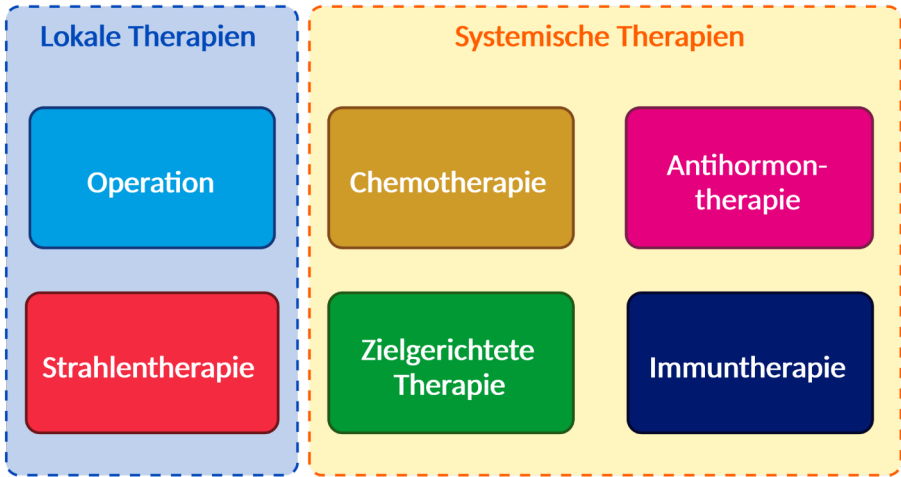 Lokale Therapien
Systemische Therapien
Operation
Chemotherapie
Antihormon-
therapie
Strahlentherapie
Zielgerichtete
Therapie
Immuntherapie